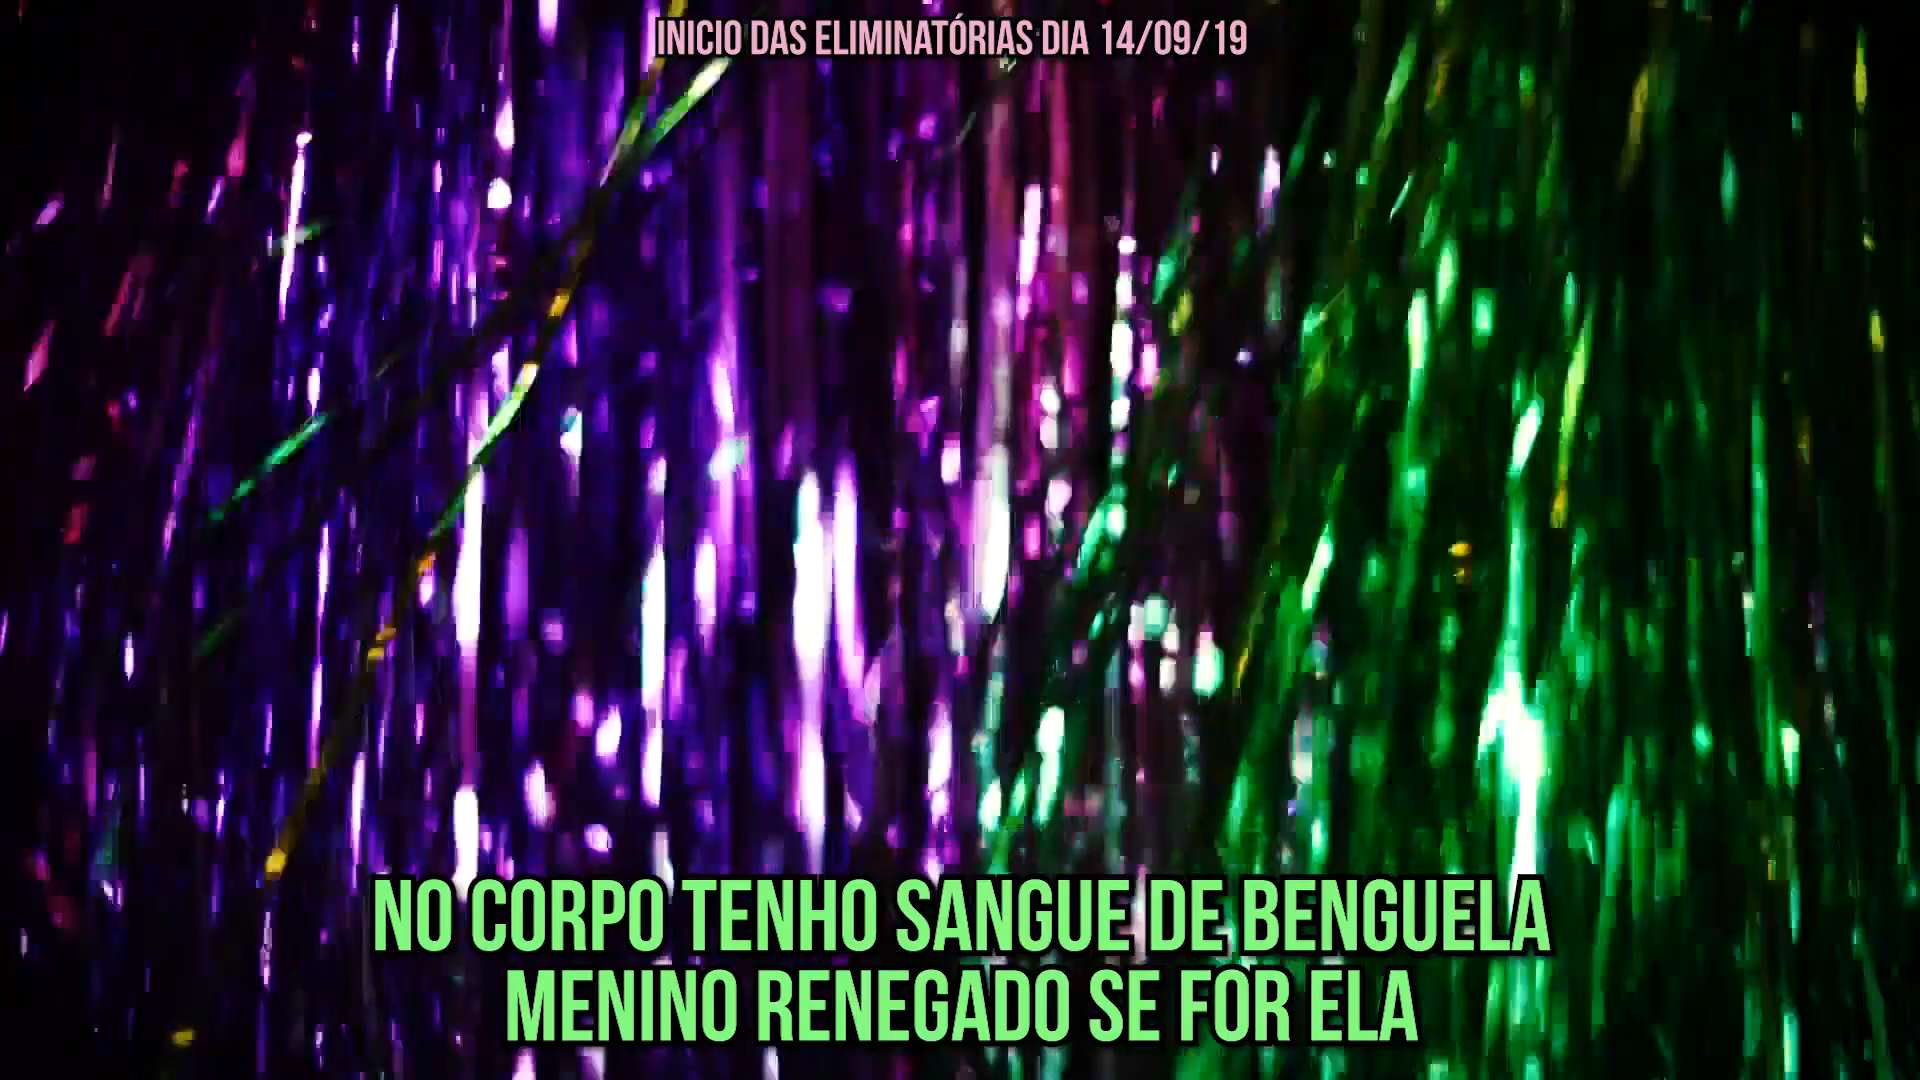 INICIO DAS ELIMINATÓRIAS DIA 14/09/19
NO CORPO TENHO SANGUE DE BENGUELA
MENINO RENEGADO SE FOR ELA